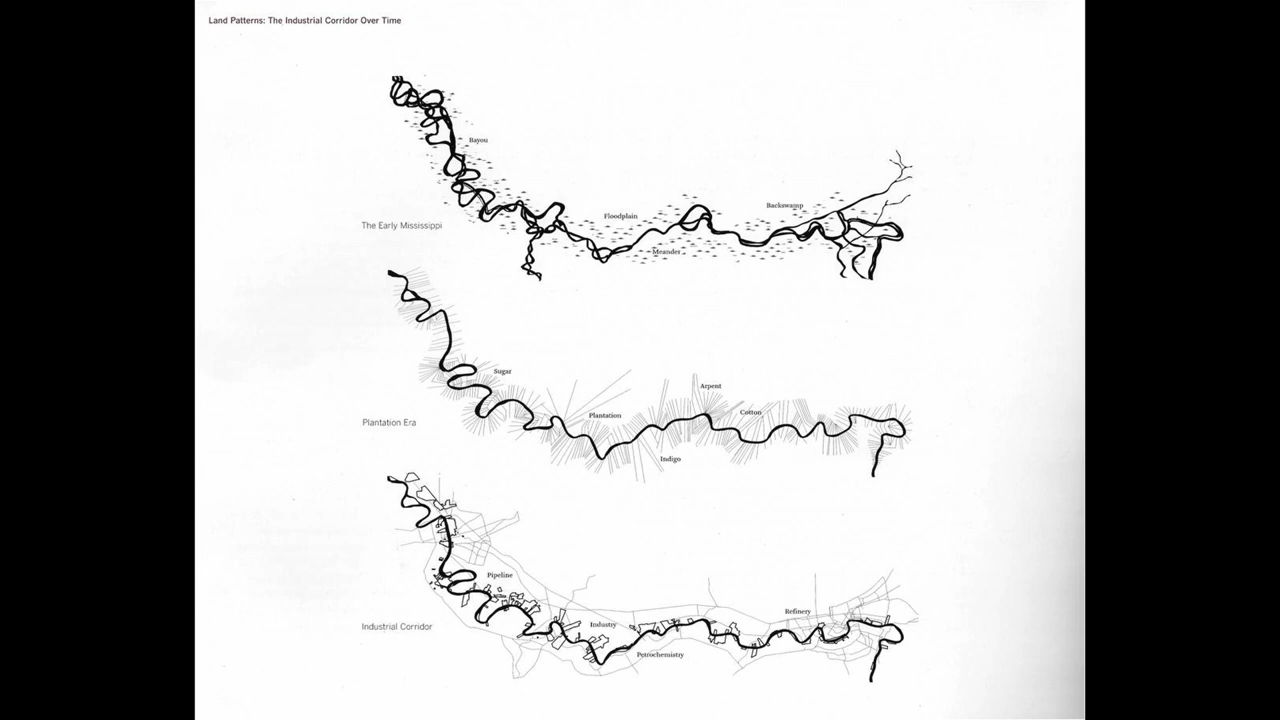 Land Patterns: The Industrial Corridor Over Time
Bayou
Floodplain
Backswamp
The Early Mississippi
Meander
Sugar
Arpent
Plantation
Cotton
Plantation Era
Indigo
Pipeline
Refinery
Industry
Industrial Corridor
Petrochemistry